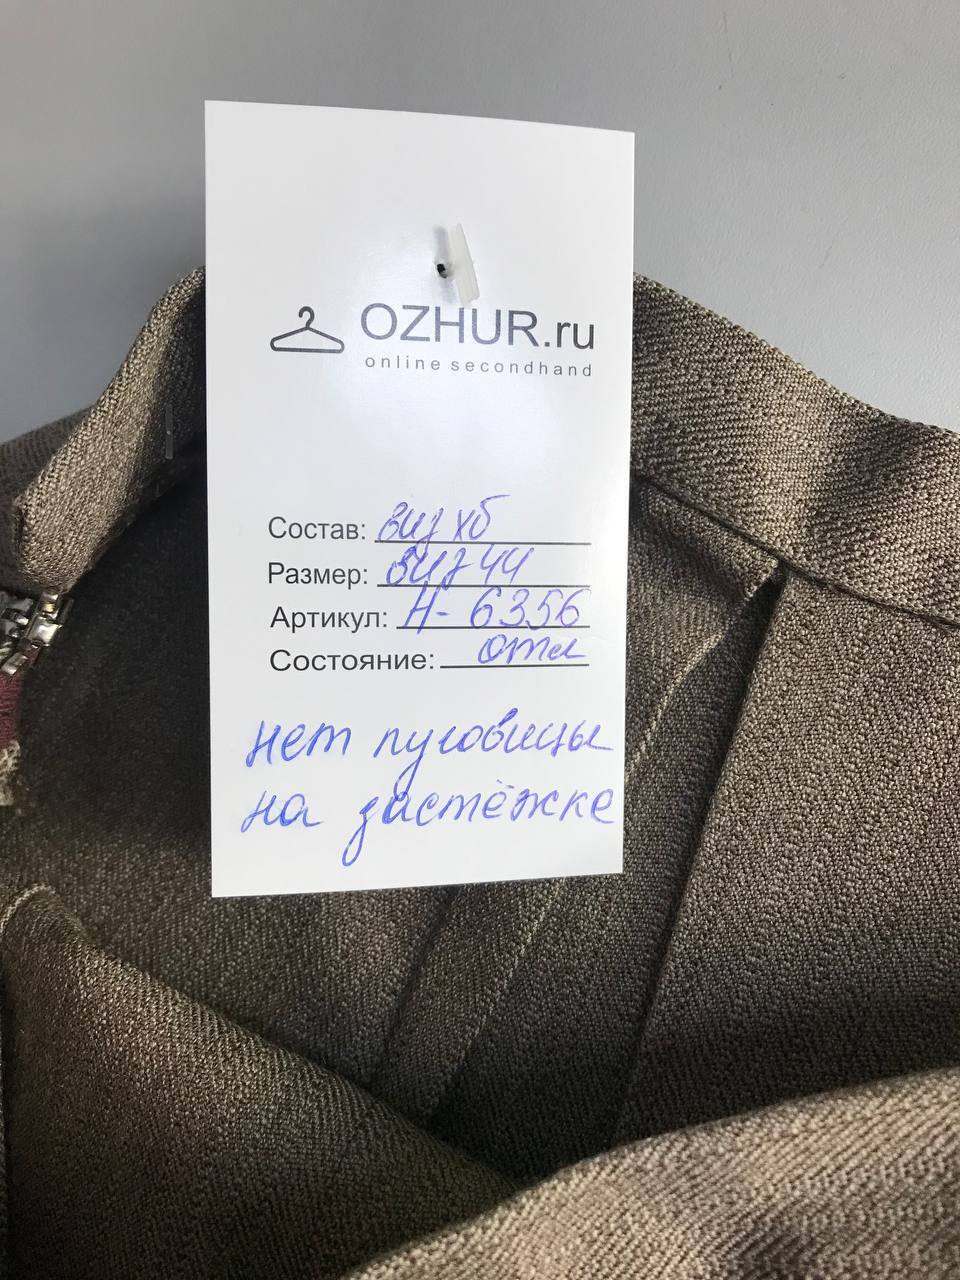 OZHUR.ru
online secondhand
Состав: виз хб
Размер: виз 44
Артикул: Н- 6356
Состояние: отл
нет пуговицы
на застёжке